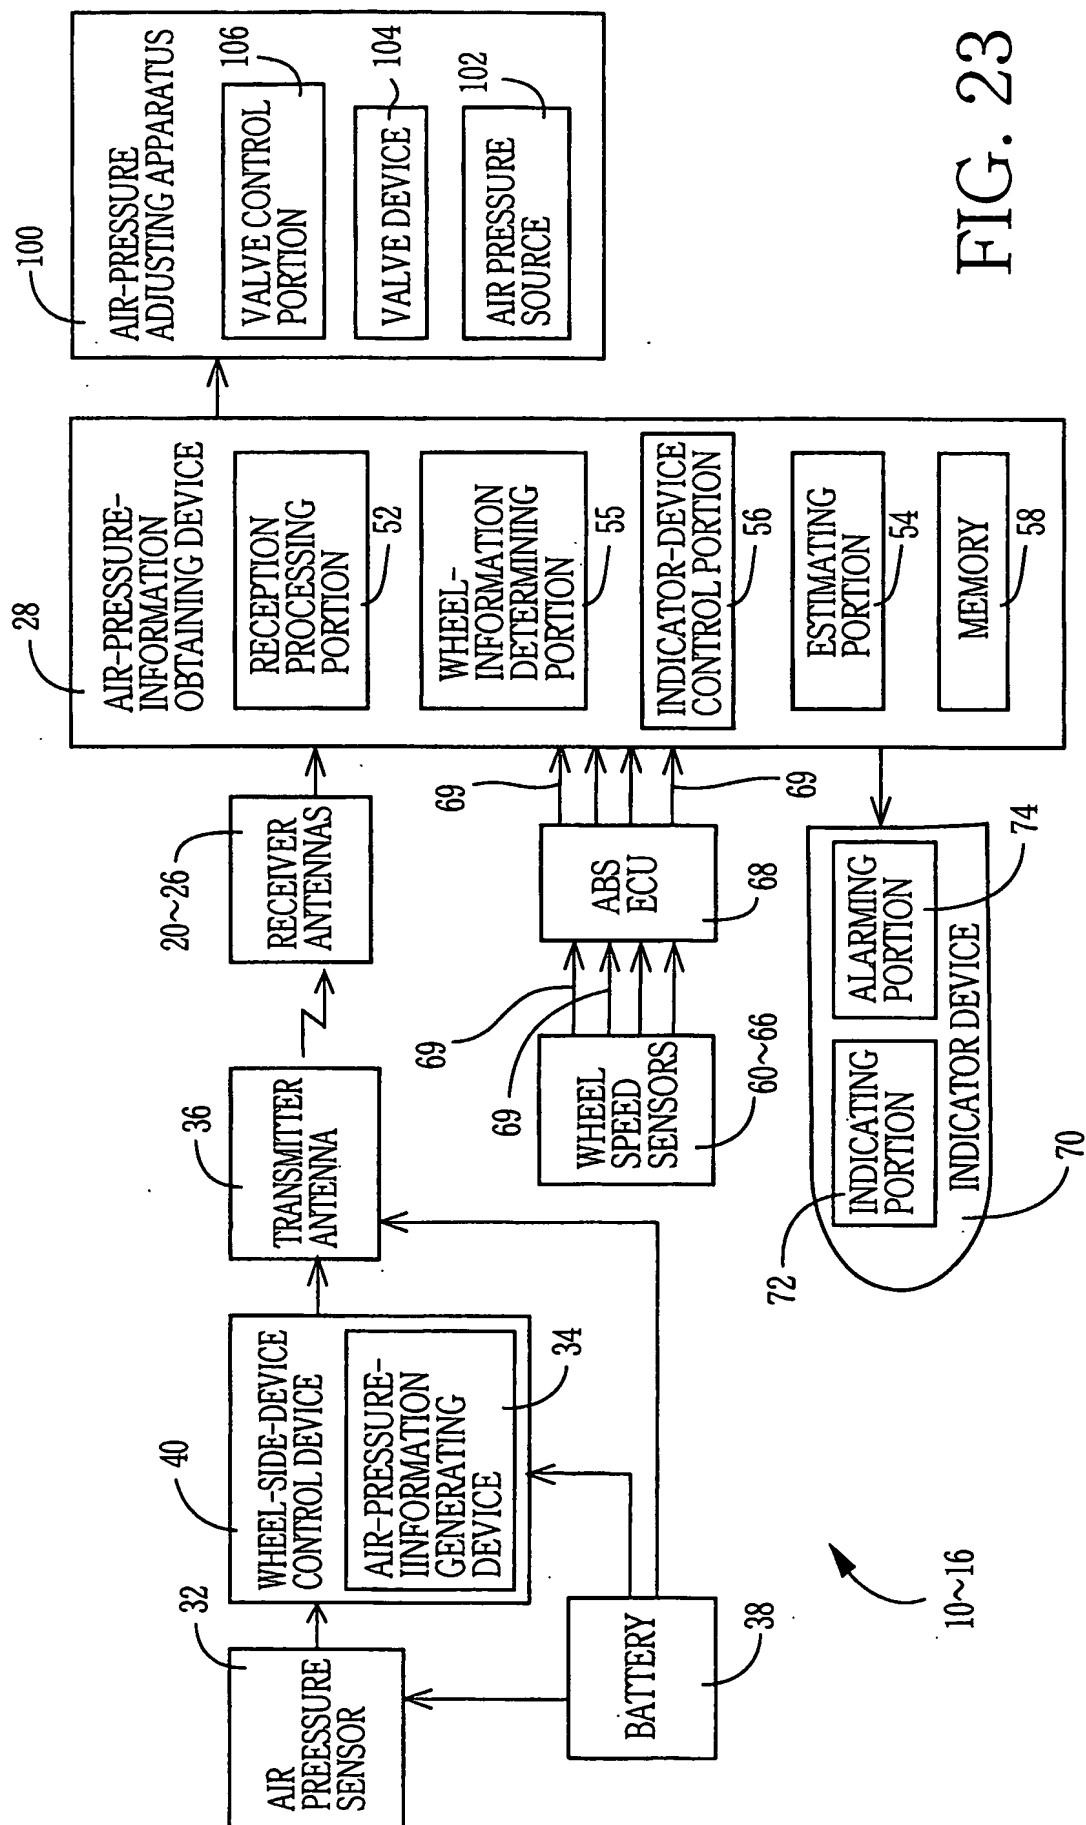 32
AIR
PREESSURE
SENSOR
40
WHEEL-SIDE-DEVICE
CONTROL DEVICE
AIR-PRESSURE-
IINFORMATION
GENERATING
DEVICE
34
36
TRANSMITTER
ANTENNA
20~26
RECEIVER
ANTENNAS
28
AIR-PRESSURE-
INFORMATION
OBTAINING DEVICE
RECEPTION
PROCESSING
PORTION
52
WHEEL-
INFORMATION
DETERMINING
PORTION
55
INDICATOR-DEVICE
CONTROL PORTION
56
ESTIMATING
PORTION
54
MEMORY
58
100
AIR-PRESSURE
ADJUSTING APPARATUS
VALVE CONTROL
PORTION
106
VALVE DEVICE
104
AIR PRESSURE
SOURCE
102
BATTERY
38
WHEEL
SPEED
SENSORS
60~66
69
69
ABS
ECU
68
69
69
72
INDICATING
PORTION
ALARMING
PORTION
74
INDICATOR DEVICE
70
10~16
FIG. 23